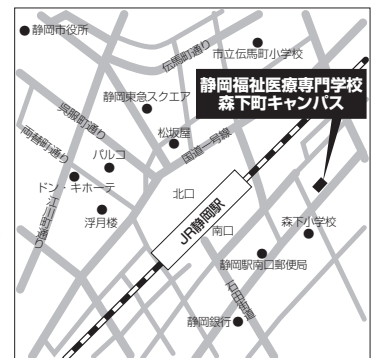 静岡市役所
伝馬町通り
市立伝馬町小学校
静岡福祉医療専門学校
森下町キャンパス
静岡東急スクエア
呉服町通り
松坂屋
国道一号線
両替町通り
パルコ
ドン・キホーテ
北口
江川町通り
浮月楼
JR静岡駅
南口
森下小学校
静岡駅南口郵便局
石田街道
静岡銀行